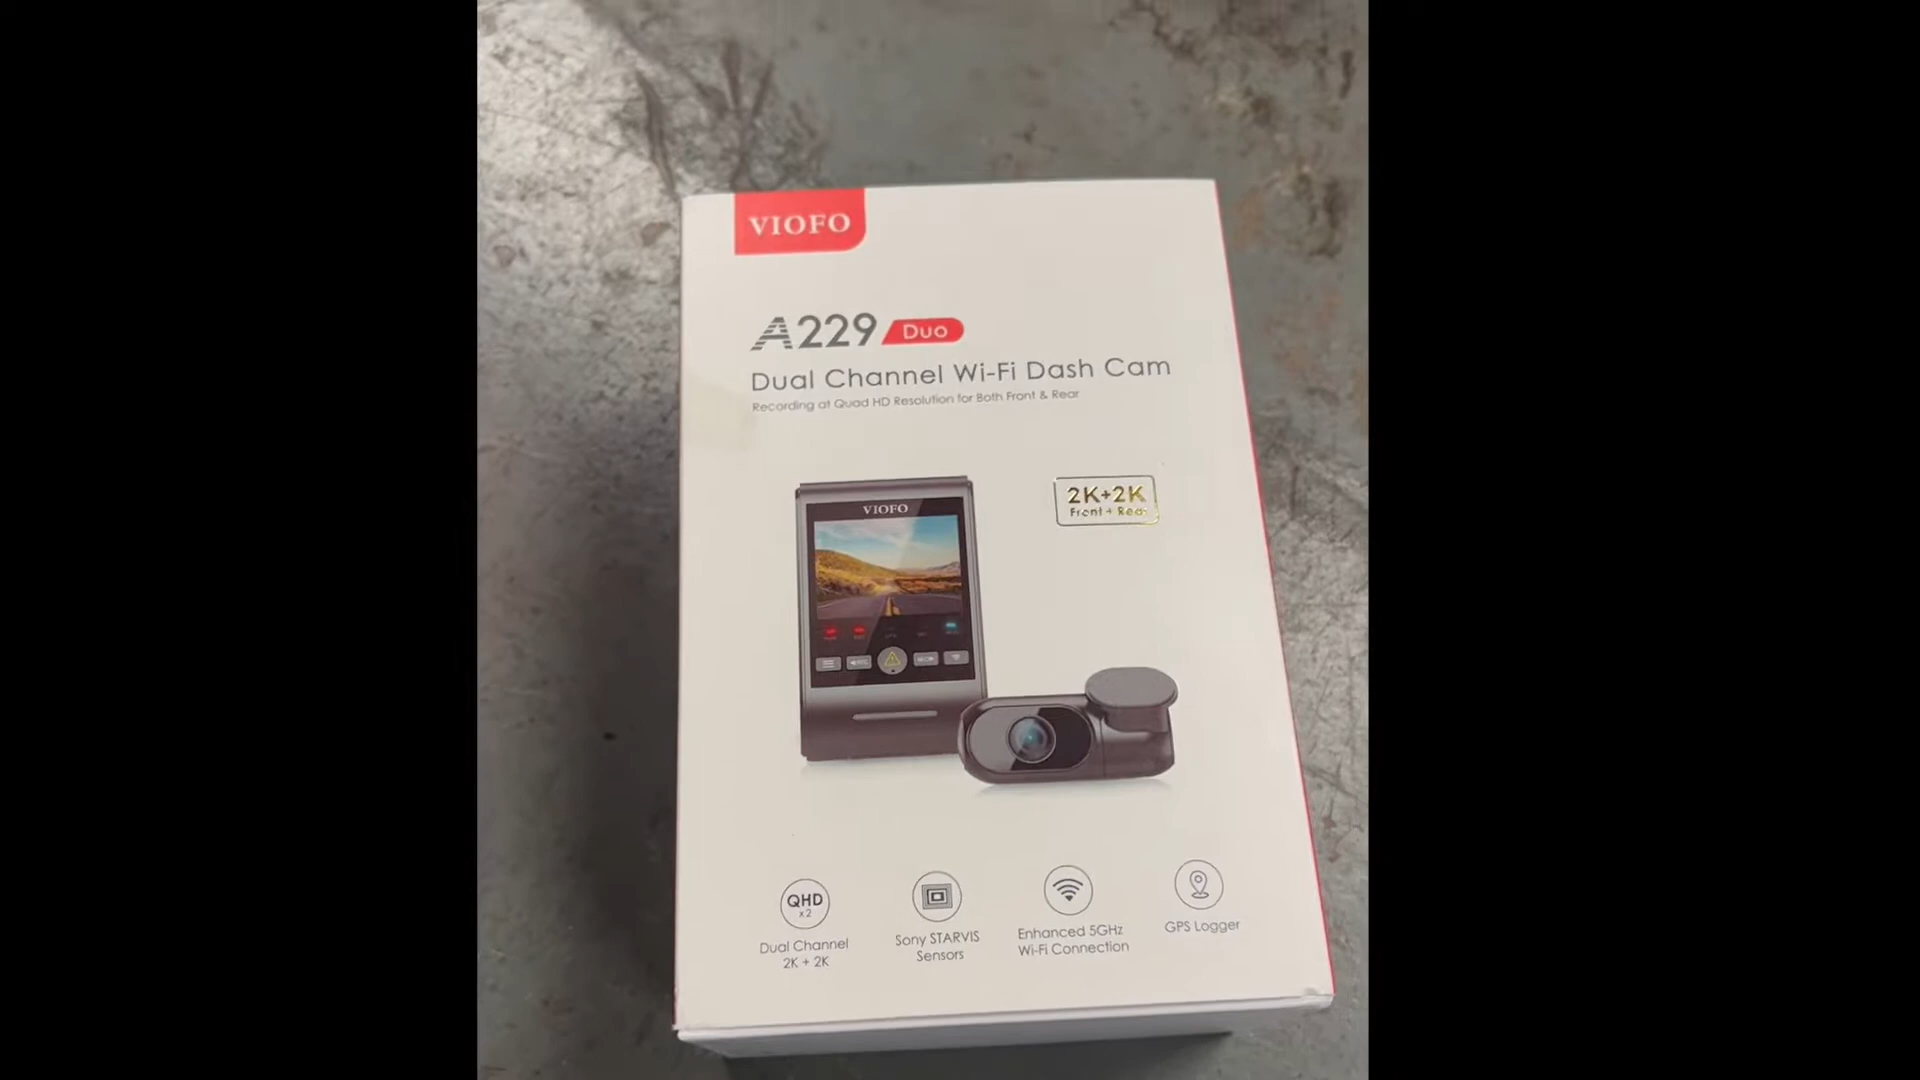 VIOFO
A229 Duo
Dual Channel Wi-Fi Dash Cam
Recording at Quad HD Resolution for Both Front & Rear
2K+2K
Front + Rear
VIOFO
QHD
x2
Dual Channel
2K + 2K
Sony STARVIS
Sensors
Enhanced 5GHz
Wi-Fi Connection
GPS Logger